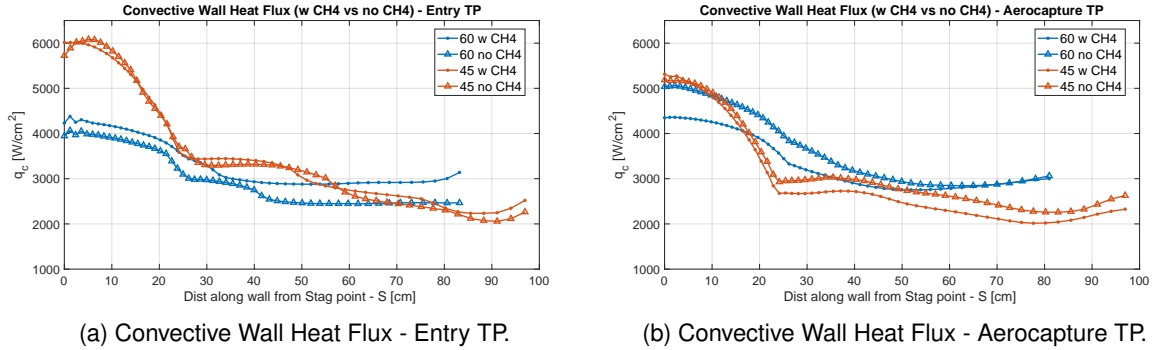 Convective Wall Heat Flux (w CH4 vs no CH4) - Entry TP
6000
5000
4000
3000
2000
1000
q_c [W/cm²]
60 w CH4
60 no CH4
45 w CH4
45 no CH4
0 10 20 30 40 50 60 70 80 90 100
Dist along wall from Stag point - S [cm]
(a) Convective Wall Heat Flux - Entry TP.
Convective Wall Heat Flux (w CH4 vs no CH4) - Aerocapture TP
6000
5000
4000
3000
2000
1000
q_c [W/cm²]
60 w CH4
60 no CH4
45 w CH4
45 no CH4
0 10 20 30 40 50 60 70 80 90 100
Dist along wall from Stag point - S [cm]
(b) Convective Wall Heat Flux - Aerocapture TP.